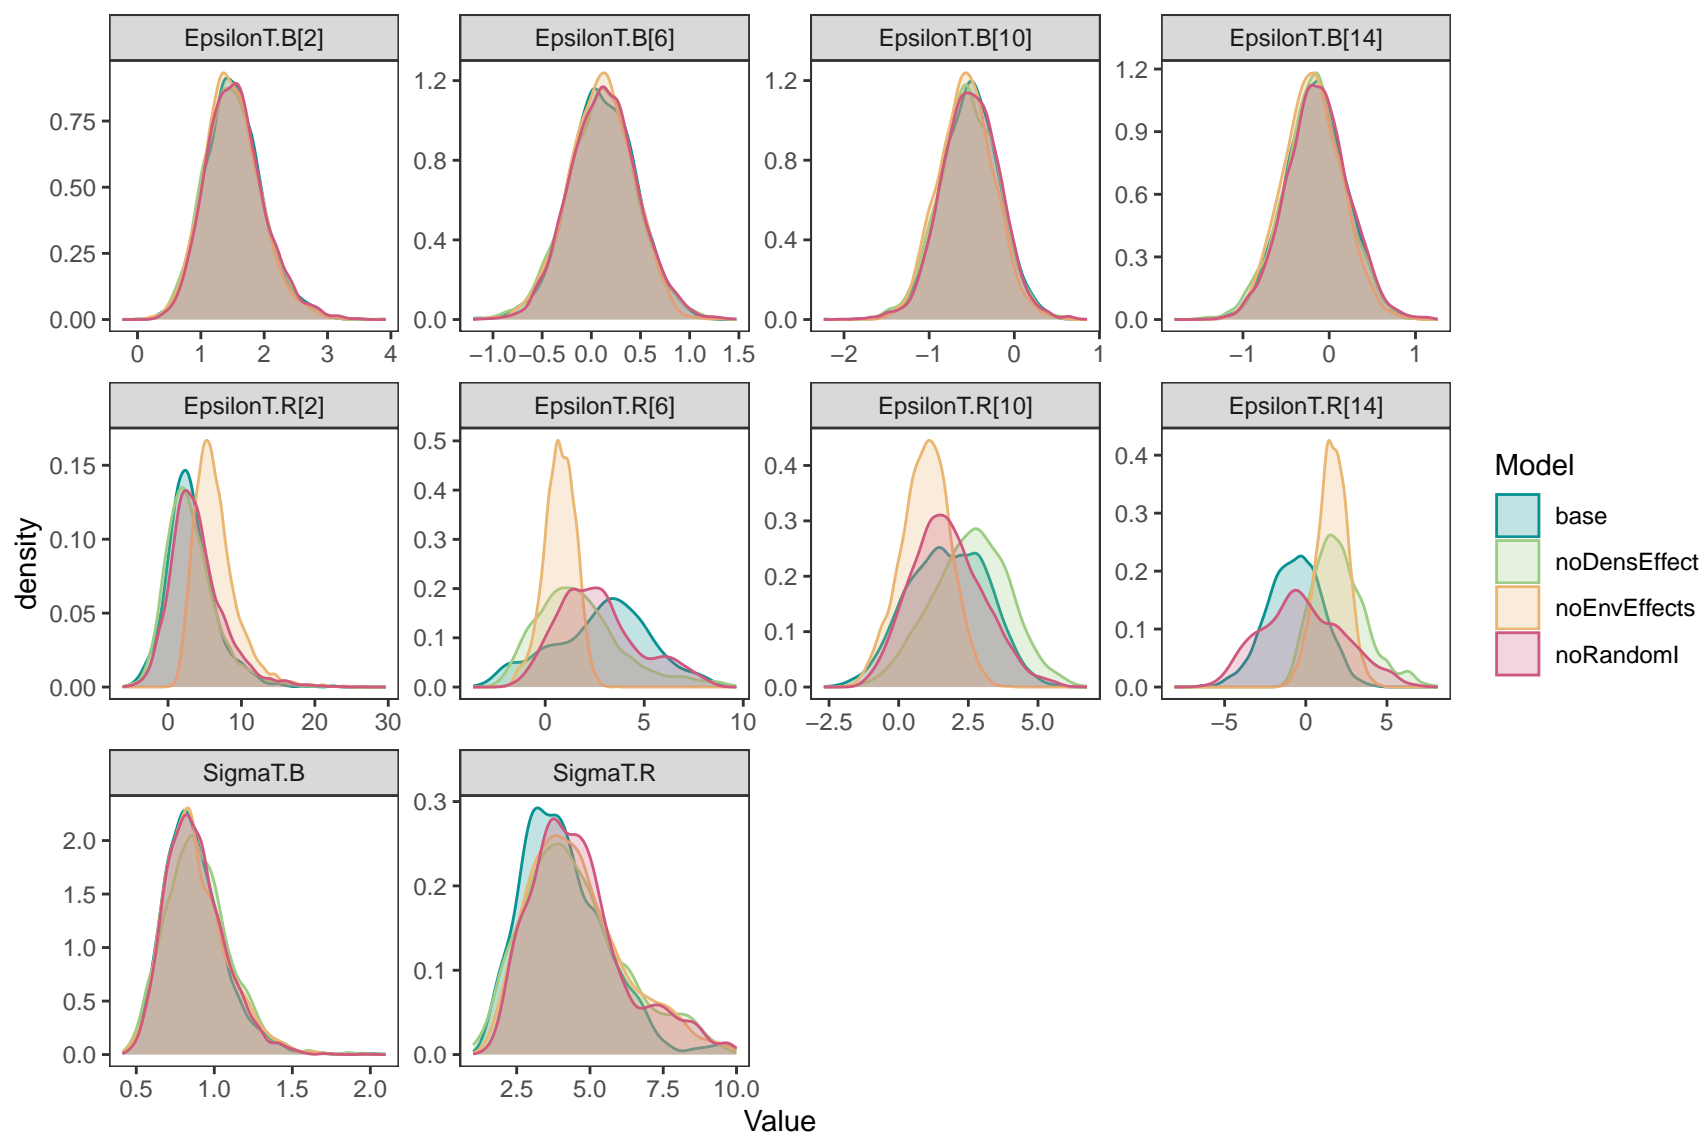 EpsilonT.B[2] EpsilonT.B[6] EpsilonT.B[10] EpsilonT.B[14]
0.75 0.50 0.25 0.00
1.2 0.8 0.4 0.0
1.2 0.8 0.4 0.0
1.2 0.9 0.6 0.3 0.0
0 1 2 3 4
−1.0 −0.5 0.0 0.5 1.0 1.5
−2 −1 0 1
−1 0 1
EpsilonT.R[2] EpsilonT.R[6] EpsilonT.R[10] EpsilonT.R[14]
0.15 0.10 0.05 0.00
0.5 0.4 0.3 0.2 0.1 0.0
0.4 0.3 0.2 0.1 0.0
0.4 0.3 0.2 0.1 0.0
0 10 20 30
0 5 10
−2.5 0.0 2.5 5.0
−5 0 5
SigmaT.B SigmaT.R
2.0 1.5 1.0 0.5 0.0
0.3 0.2 0.1 0.0
0.5 1.0 1.5 2.0
2.5 5.0 7.5 10.0
density
Value
Model
base
noDensEffect
noEnvEffects
noRandomI